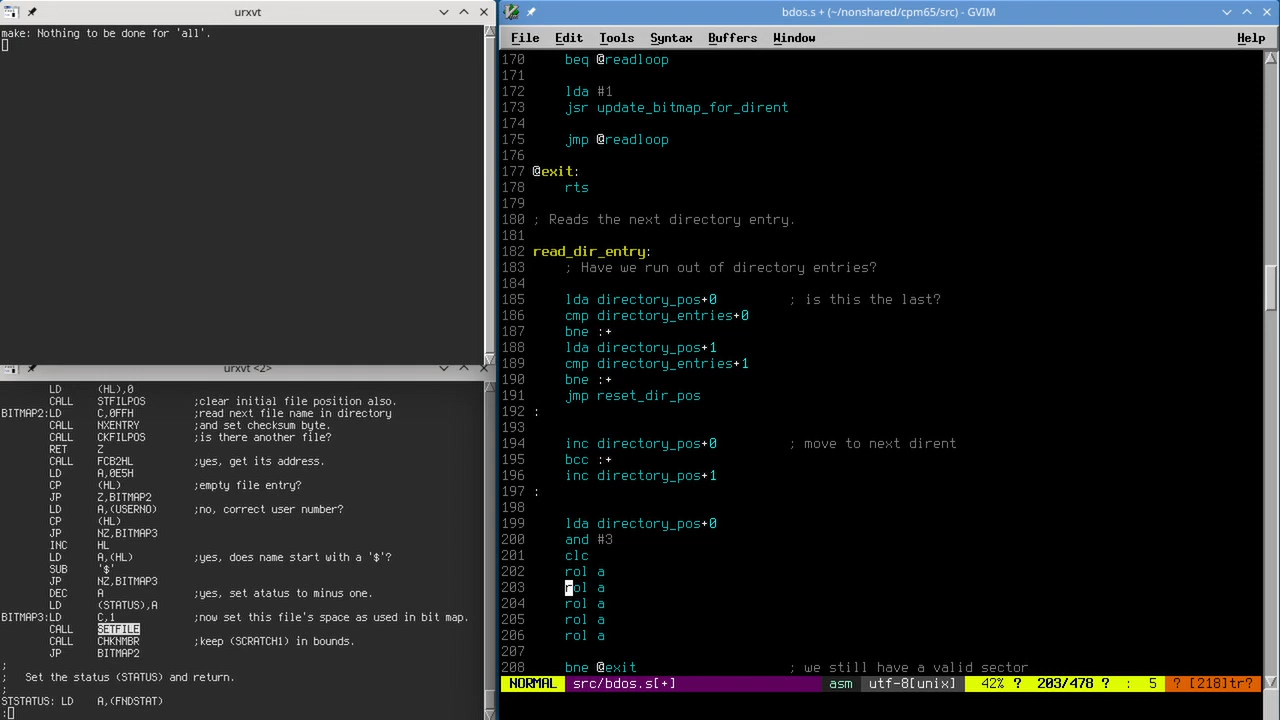 urxvt
make: Nothing to be done for 'all'.
urxvt <2>
LD (HL),0
CALL STFILPOS ;clear initial file position also.
BITMAP2:LD C,0FFH ;read next file name in directory
CALL NXENTRY ;and set checksum byte.
CALL CKFILPOS ;is there another file?
RET Z
CALL FCB2HL ;yes, get its address.
LD A,0E5H
CP (HL) ;empty file entry?
JP Z,BITMAP2
LD A,(USERNO) ;no, correct user number?
CP (HL)
JP NZ,BITMAP3
INC HL
LD A,(HL) ;yes, does name start with a '$'?
SUB '$'
JP NZ,BITMAP3
DEC A ;yes, set atatus to minus one.
LD (STATUS),A
BITMAP3:LD C,1 ;now set this file's space as used in bit map.
CALL SETFILE
CALL CHKNMBR ;keep (SCRATCH1) in bounds.
JP BITMAP2
;
; Set the status (STATUS) and return.
;
STSTATUS: LD A,(FNDSTAT)
:
bdos.s + (~/nonshared/cpm65/src) - GVIM
File Edit Tools Syntax Buffers Window Help
170 beq @readloop
171
172 lda #1
173 jsr update_bitmap_for_dirent
174
175 jmp @readloop
176
177 @exit:
178 rts
179
180 ; Reads the next directory entry.
181
182 read_dir_entry:
183 ; Have we run out of directory entries?
184
185 lda directory_pos+0 ; is this the last?
186 cmp directory_entries+0
187 bne :+
188 lda directory_pos+1
189 cmp directory_entries+1
190 bne :+
191 jmp reset_dir_pos
192 :
193
194 inc directory_pos+0 ; move to next dirent
195 bcc :+
196 inc directory_pos+1
197 :
198
199 lda directory_pos+0
200 and #3
201 clc
202 rol a
203 rol a
204 rol a
205 rol a
206 rol a
207
208 bne @exit ; we still have a valid sector
NORMAL src/bdos.s[+] asm utf-8[unix] 42% ? 203/478 ? : 5 ? [218]tr?